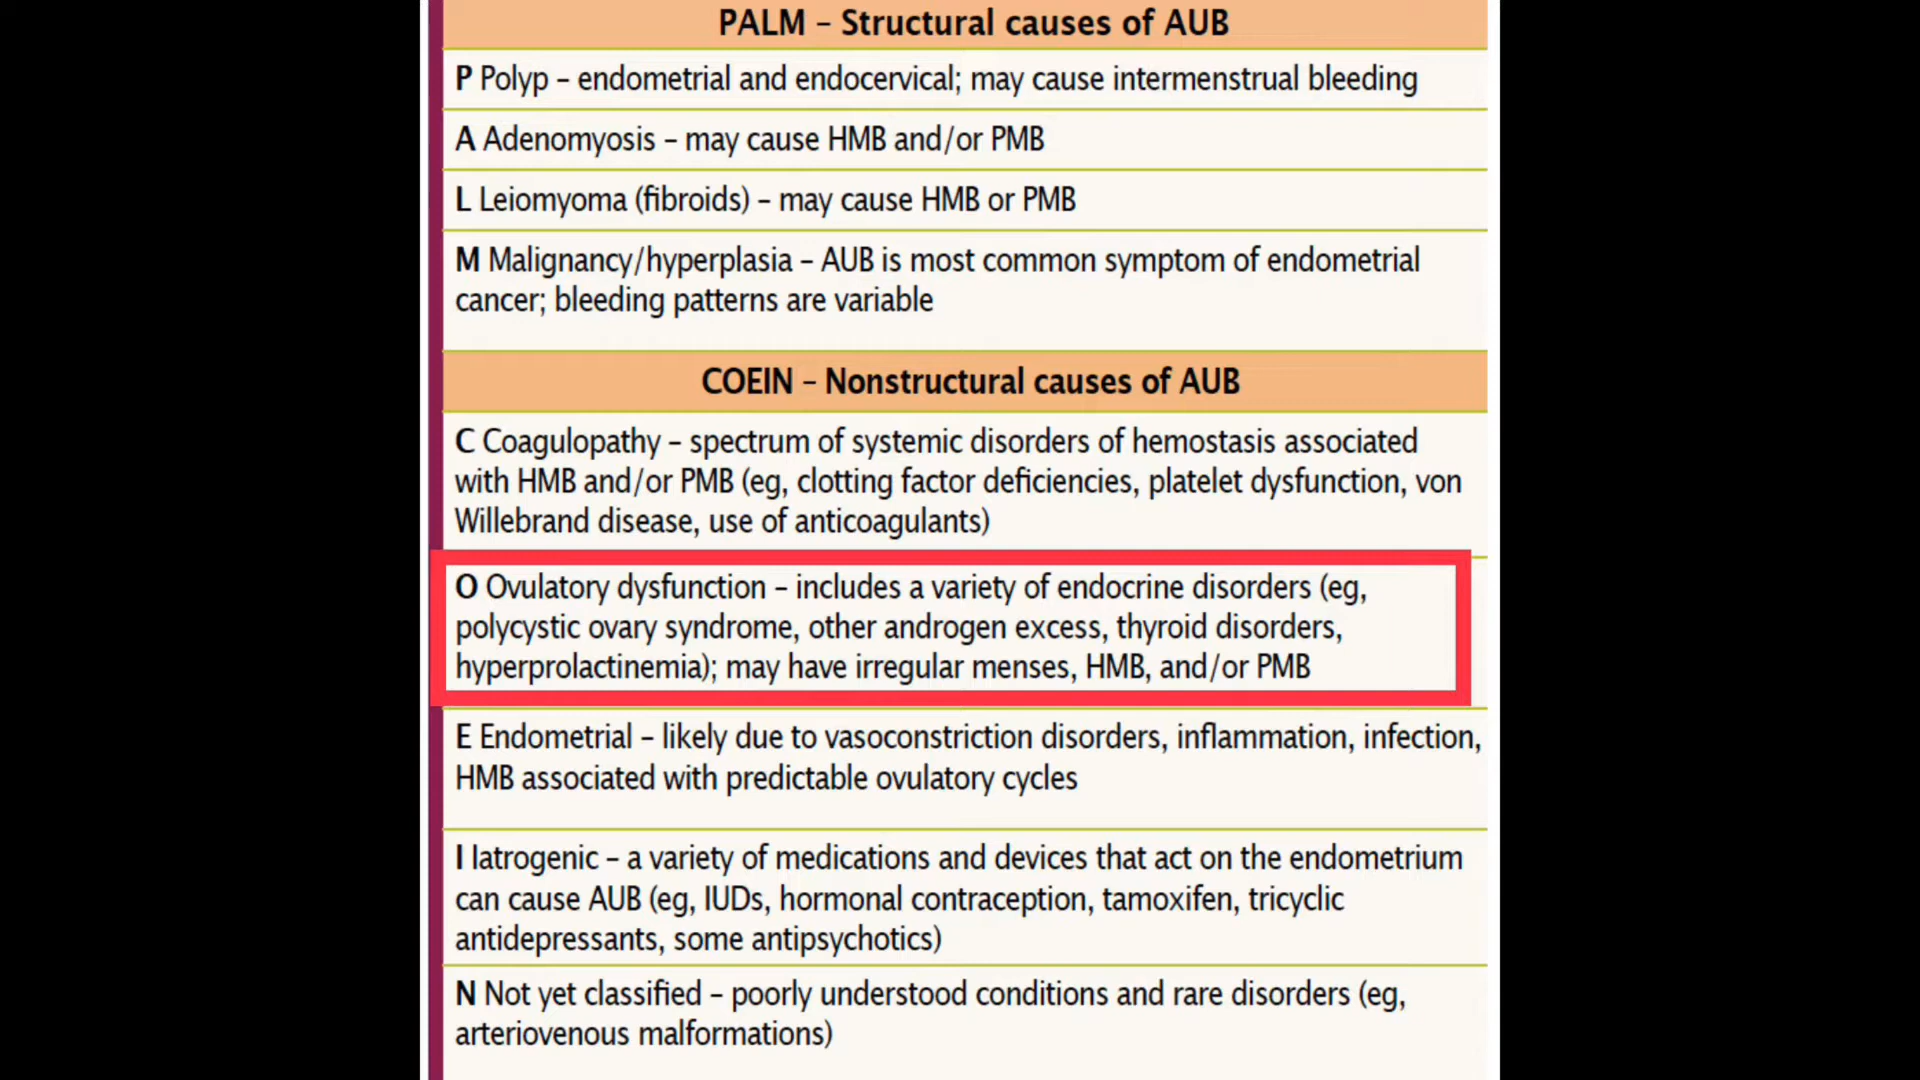 PALM – Structural causes of AUB
P Polyp – endometrial and endocervical; may cause intermenstrual bleeding
A Adenomyosis – may cause HMB and/or PMB
L Leiomyoma (fibroids) – may cause HMB or PMB
M Malignancy/hyperplasia – AUB is most common symptom of endometrial
cancer; bleeding patterns are variable
COEIN – Nonstructural causes of AUB
C Coagulopathy – spectrum of systemic disorders of hemostasis associated
with HMB and/or PMB (eg, clotting factor deficiencies, platelet dysfunction, von
Willebrand disease, use of anticoagulants)
O Ovulatory dysfunction – includes a variety of endocrine disorders (eg,
polycystic ovary syndrome, other androgen excess, thyroid disorders,
hyperprolactinemia); may have irregular menses, HMB, and/or PMB
E Endometrial – likely due to vasoconstriction disorders, inflammation, infection,
HMB associated with predictable ovulatory cycles
I Iatrogenic – a variety of medications and devices that act on the endometrium
can cause AUB (eg, IUDs, hormonal contraception, tamoxifen, tricyclic
antidepressants, some antipsychotics)
N Not yet classified – poorly understood conditions and rare disorders (eg,
arteriovenous malformations)